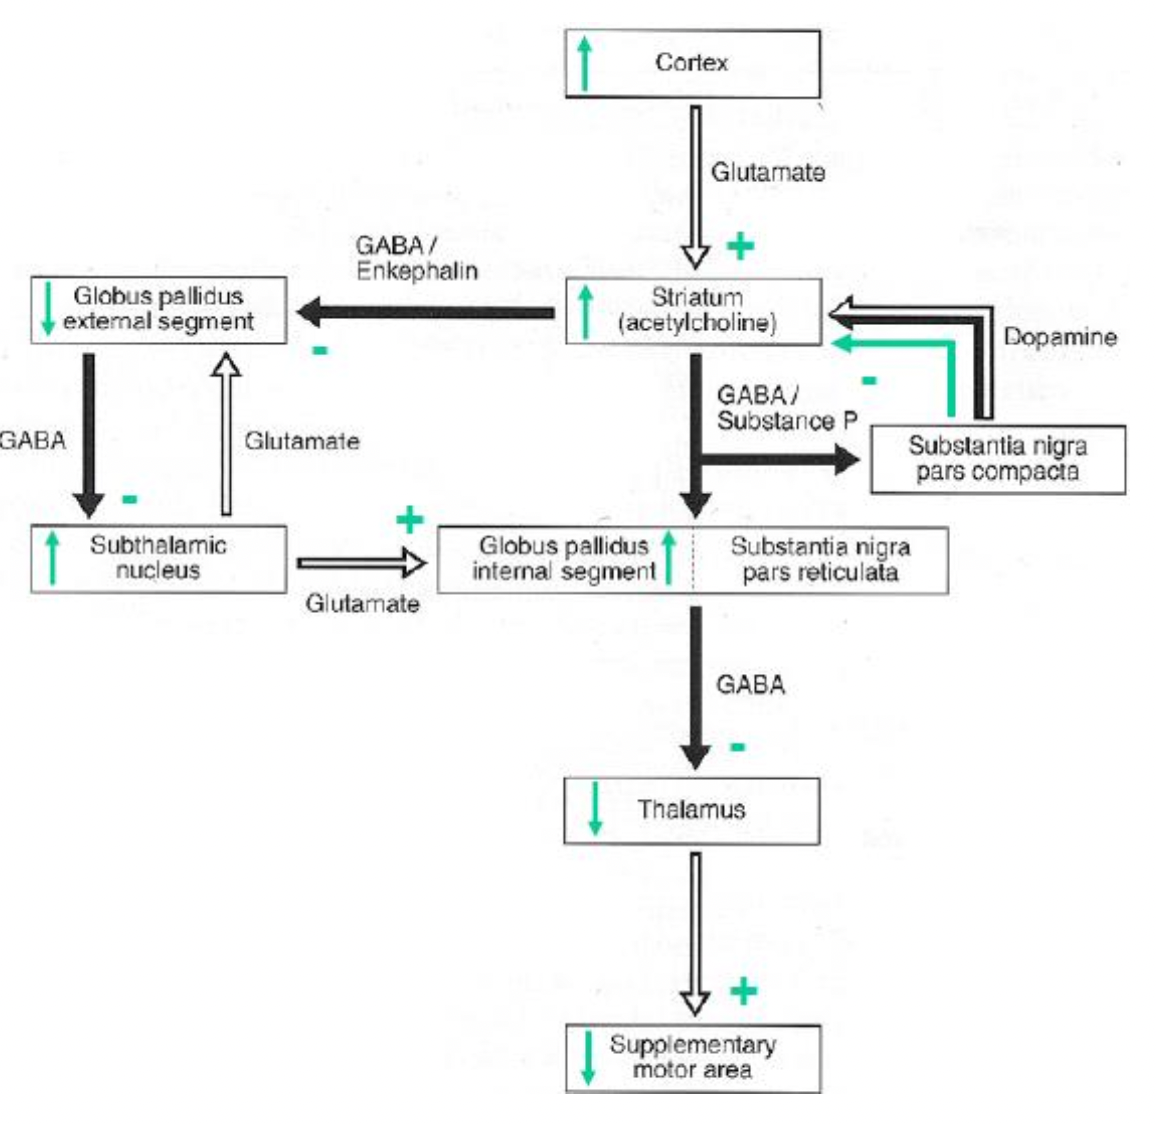 Cortex
Glutamate
+
GABA /
Enkephalin
Globus pallidus
external segment
-
Striatum
(acetylcholine)
Dopamine
-
GABA /
Substance P
Substantia nigra
pars compacta
GABA
Glutamate
-
+
Subthalamic
nucleus
Glutamate
Globus pallidus
internal segment
Substantia nigra
pars reticulata
GABA
-
Thalamus
+
Supplementary
motor area